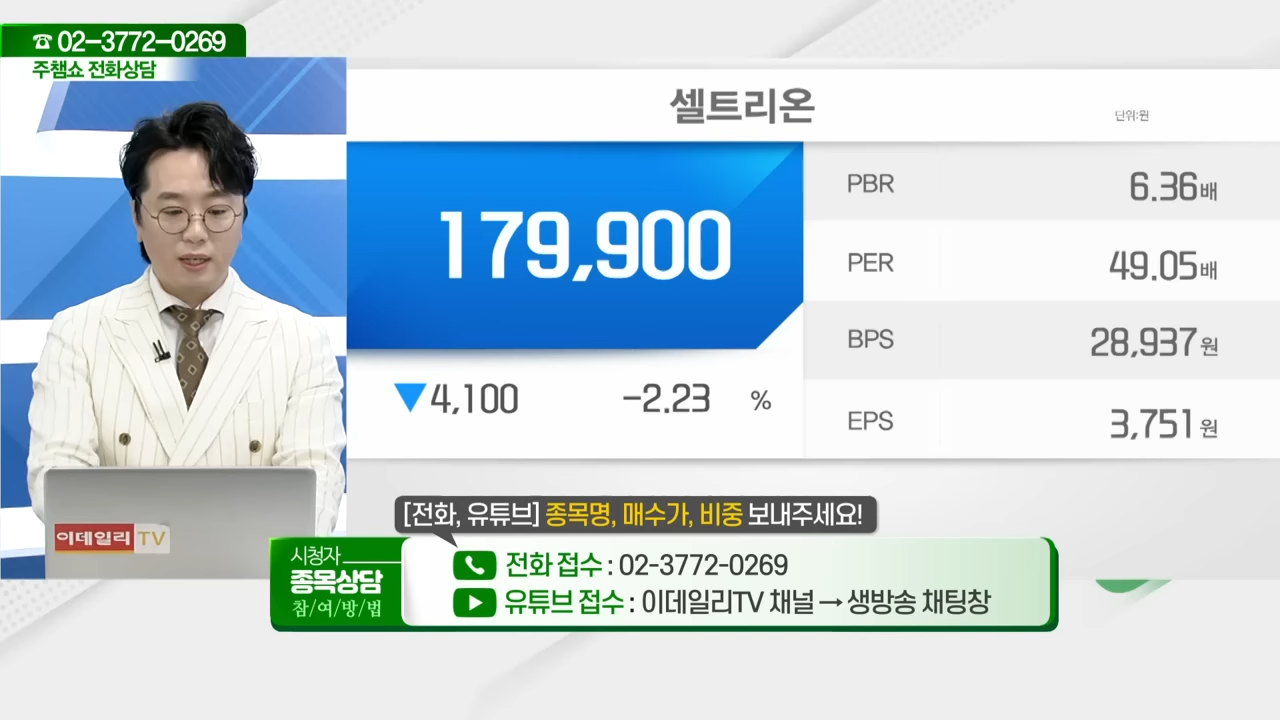 ☎ 02-3772-0269
주챔쇼 전화상담
셀트리온
단위:원
179,900
▼4,100 -2.23 %
PBR 6.36배
PER 49.05배
BPS 28,937원
EPS 3,751원
이데일리 TV
[전화, 유튜브] 종목명, 매수가, 비중 보내주세요!
시청자
종목상담
참/여/방/법
전화 접수 : 02-3772-0269
유튜브 접수 : 이데일리TV 채널 → 생방송 채팅창